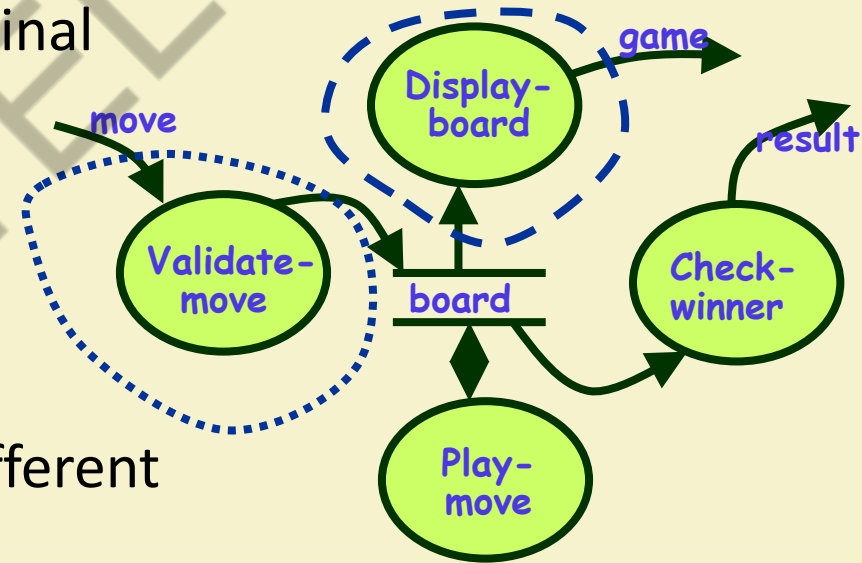 inal
game
move
Display-
board
result
Validate-
move
board
Check-
winner
fferent
Play-
move